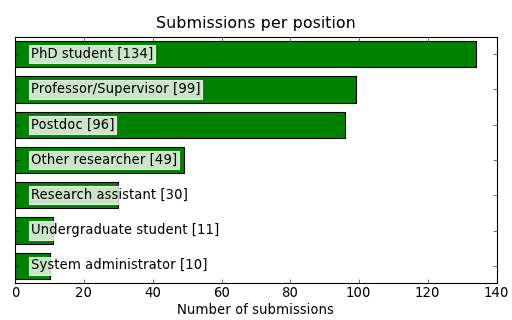 Submissions per position
PhD student [134]
Professor/Supervisor [99]
Postdoc [96]
Other researcher [49]
Research assistant [30]
Undergraduate student [11]
System administrator [10]
0 20 40 60 80 100 120 140
Number of submissions